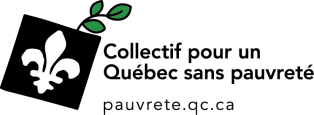 Collectif pour un
Québec sans pauvreté
pauvrete.qc.ca